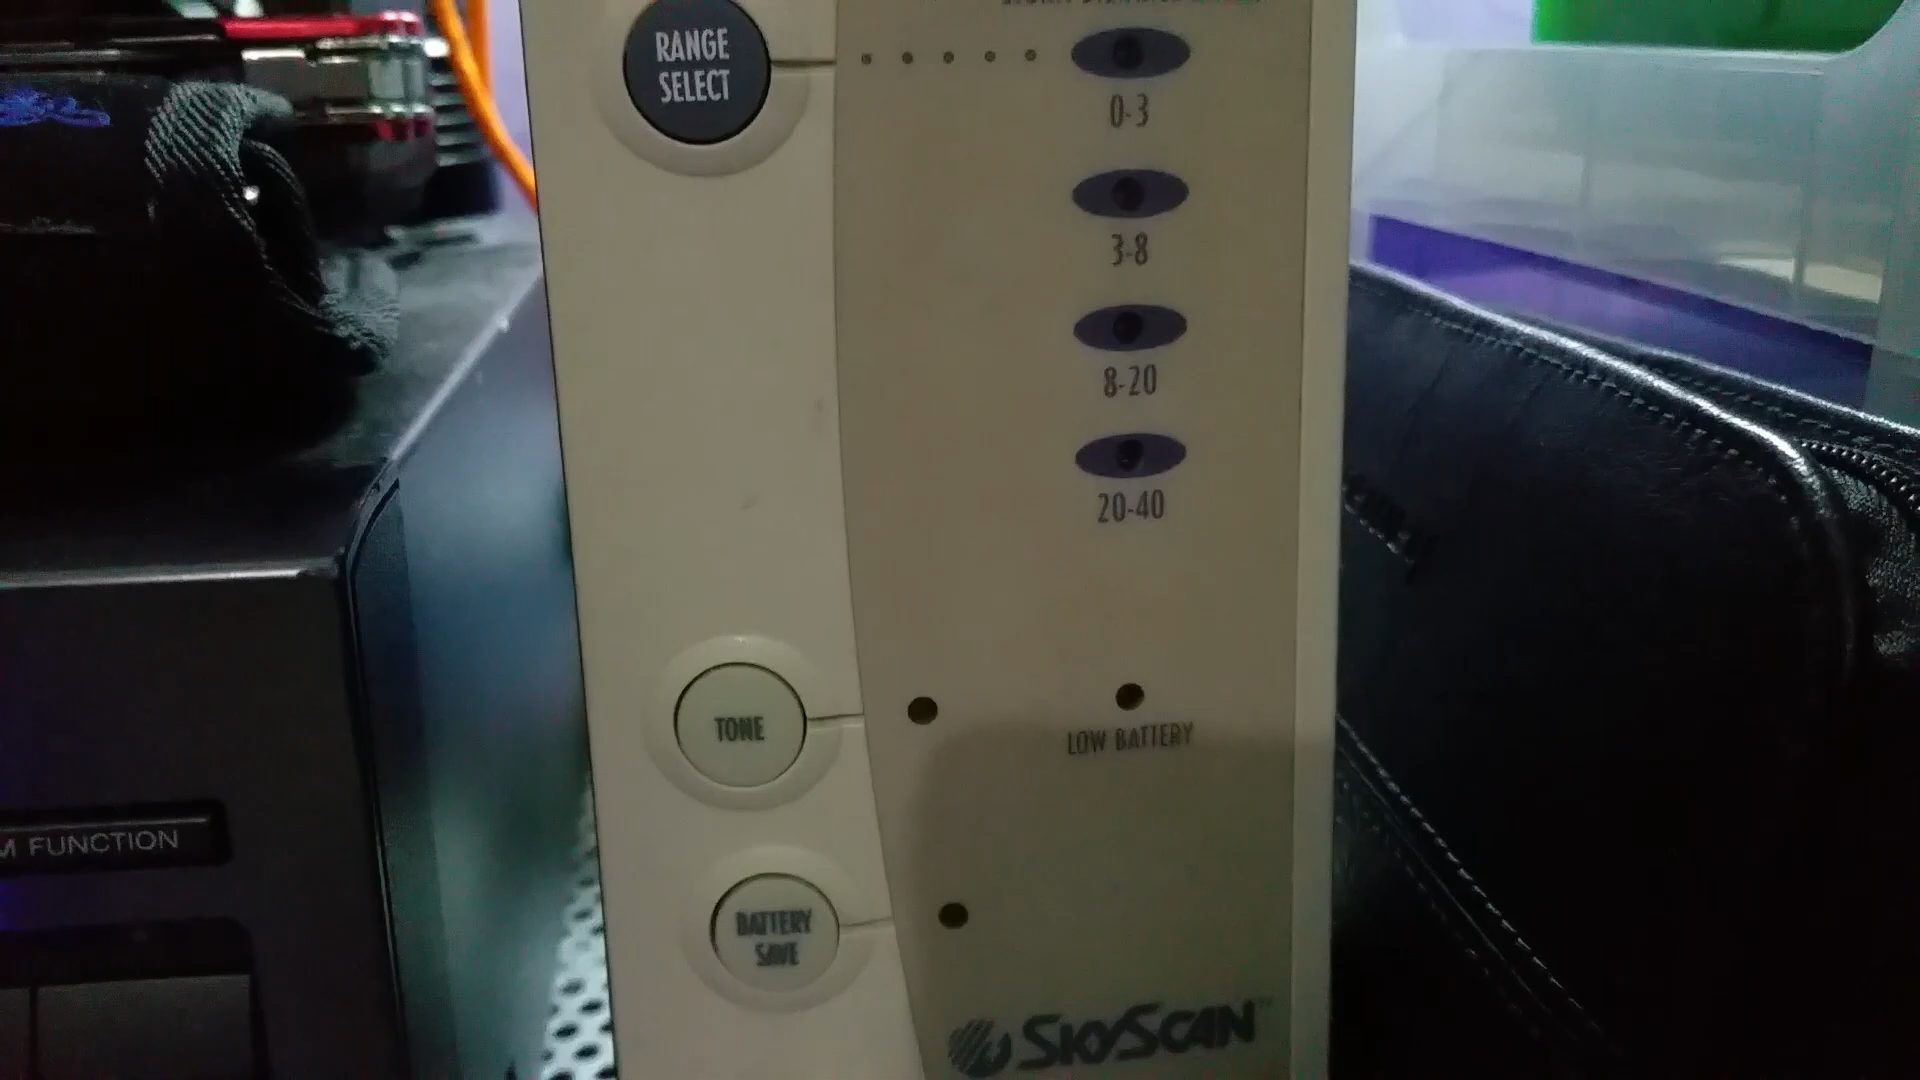 RANGE
SELECT
0-3
3-8
8-20
20-40
TONE
LOW BATTERY
M FUNCTION
BATTERY
SAVE
SKYSCAN